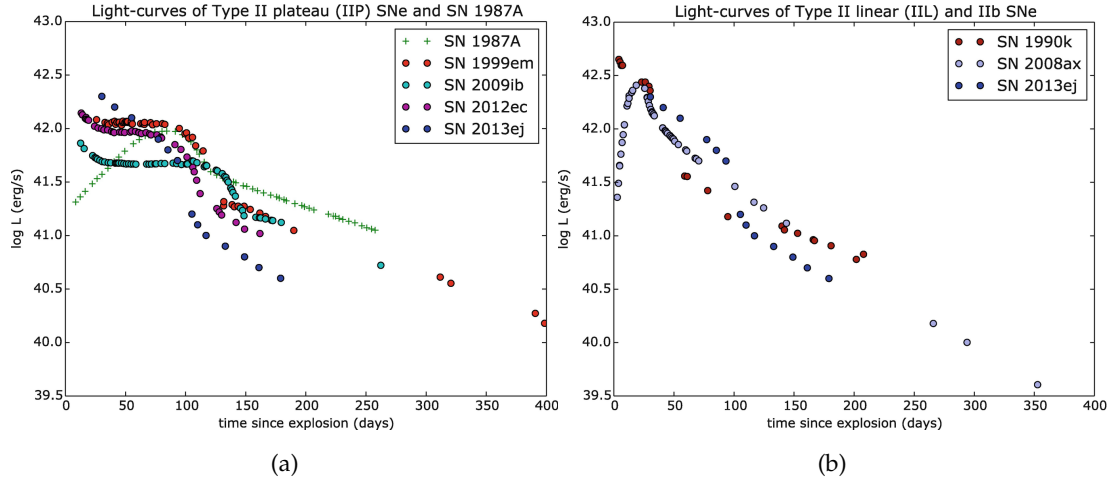 Light-curves of Type II plateau (IIP) SNe and SN 1987A
43.0
42.5
42.0
41.5
41.0
40.5
40.0
39.5
log L (erg/s)
SN 1987A
SN 1999em
SN 2009ib
SN 2012ec
SN 2013ej
0 50 100 150 200 250 300 350 400
time since explosion (days)
(a)
Light-curves of Type II linear (IIL) and IIb SNe
43.0
42.5
42.0
41.5
41.0
40.5
40.0
39.5
log L (erg/s)
SN 1990k
SN 2008ax
SN 2013ej
0 50 100 150 200 250 300 350 400
time since explosion (days)
(b)